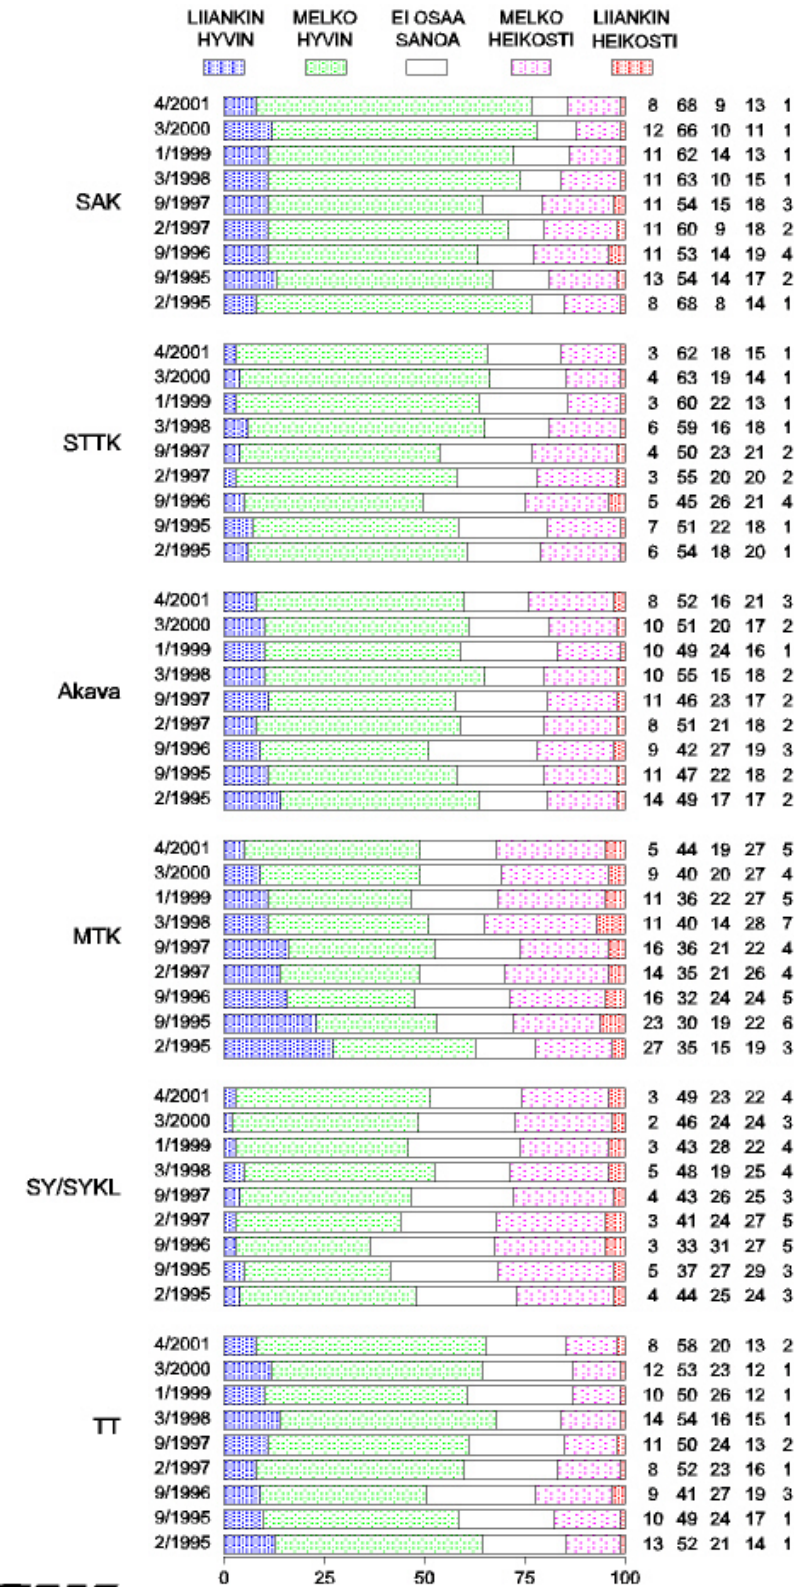 LIIANKIN MELKO EI OSAA MELKO LIIANKIN
HYVIN HYVIN SANOA HEIKOSTI HEIKOSTI
SAK
4/2001 8 68 9 13 1
3/2000 12 66 10 11 1
1/1999 11 62 14 13 1
3/1998 11 63 10 15 1
9/1997 11 54 15 18 3
2/1997 11 60 9 18 2
9/1996 11 53 14 19 4
9/1995 13 54 14 17 2
2/1995 8 68 8 14 1
STTK
4/2001 3 62 18 15 1
3/2000 4 63 19 14 1
1/1999 3 60 22 13 1
3/1998 6 59 16 18 1
9/1997 4 50 23 21 2
2/1997 3 55 20 20 2
9/1996 5 45 26 21 4
9/1995 7 51 22 18 1
2/1995 6 54 18 20 1
Akava
4/2001 8 52 16 21 3
3/2000 10 51 20 17 2
1/1999 10 49 24 16 1
3/1998 10 55 15 18 2
9/1997 11 46 23 17 2
2/1997 8 51 21 18 2
9/1996 9 42 27 19 3
9/1995 11 47 22 18 2
2/1995 14 49 17 17 2
MTK
4/2001 5 44 19 27 5
3/2000 9 40 20 27 4
1/1999 11 36 22 27 5
3/1998 11 40 14 28 7
9/1997 16 36 21 22 4
2/1997 14 35 21 26 4
9/1996 16 32 24 24 5
9/1995 23 30 19 22 6
2/1995 27 35 15 19 3
SY/SYKL
4/2001 3 49 23 22 4
3/2000 2 46 24 24 3
1/1999 3 43 28 22 4
3/1998 5 48 19 25 4
9/1997 4 43 26 25 3
2/1997 3 41 24 27 5
9/1996 3 33 31 27 5
9/1995 5 37 27 29 3
2/1995 4 44 25 24 3
TT
4/2001 8 58 20 13 2
3/2000 12 53 23 12 1
1/1999 10 50 26 12 1
3/1998 14 54 16 15 1
9/1997 11 50 24 13 2
2/1997 8 52 23 16 1
9/1996 9 41 27 19 3
9/1995 10 49 24 17 1
2/1995 13 52 21 14 1
0 25 50 75 100